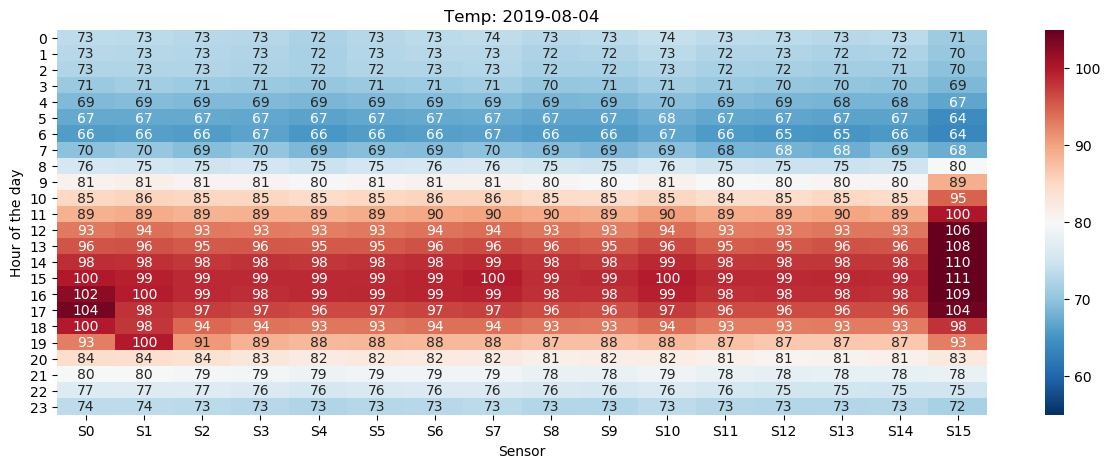 Temp: 2019-08-04
0 73 73 73 73 72 73 73 74 73 73 74 73 73 73 73 71
1 73 73 73 73 72 73 73 73 72 72 73 72 73 72 72 70
2 73 73 73 72 72 72 73 73 72 72 73 72 72 71 71 70
3 71 71 71 71 70 71 71 71 70 71 71 71 70 70 70 69
4 69 69 69 69 69 69 69 69 69 69 70 69 69 68 68 67
5 67 67 67 67 67 67 67 67 67 67 68 67 67 67 67 64
6 66 66 66 67 66 66 66 67 66 66 67 66 65 65 66 64
7 70 70 69 70 69 69 69 70 69 69 69 68 68 68 69 68
8 76 75 75 75 75 75 76 76 75 75 76 75 75 75 75 80
9 81 81 81 81 80 81 81 81 80 80 81 80 80 80 80 89
10 85 86 85 85 85 85 86 86 85 85 85 84 85 85 85 95
11 89 89 89 89 89 89 90 90 90 89 90 89 89 90 89 100
12 93 94 93 93 93 93 94 94 93 93 94 93 93 93 93 106
13 96 96 95 96 95 96 96 96 96 95 96 95 95 96 96 108
14 98 98 98 98 98 98 98 99 98 98 99 98 98 98 98 110
15 100 99 99 99 99 99 99 100 99 99 100 99 99 99 99 111
16 102 100 99 98 99 99 99 99 98 98 99 98 98 98 98 109
17 104 98 97 97 96 97 97 97 96 96 97 96 96 96 96 104
18 100 98 94 94 93 93 94 94 93 93 94 93 93 93 93 98
19 93 100 91 89 88 88 88 88 87 88 88 87 87 87 87 93
20 84 84 84 83 82 82 82 82 81 82 82 81 81 81 81 83
21 80 80 79 79 79 79 79 79 78 78 79 78 78 78 78 78
22 77 77 77 76 76 76 76 76 76 76 76 76 75 75 75 75
23 74 74 73 73 73 73 73 73 73 73 73 73 73 73 73 72
S0 S1 S2 S3 S4 S5 S6 S7 S8 S9 S10 S11 S12 S13 S14 S15
Sensor
Hour of the day
100
90
80
70
60